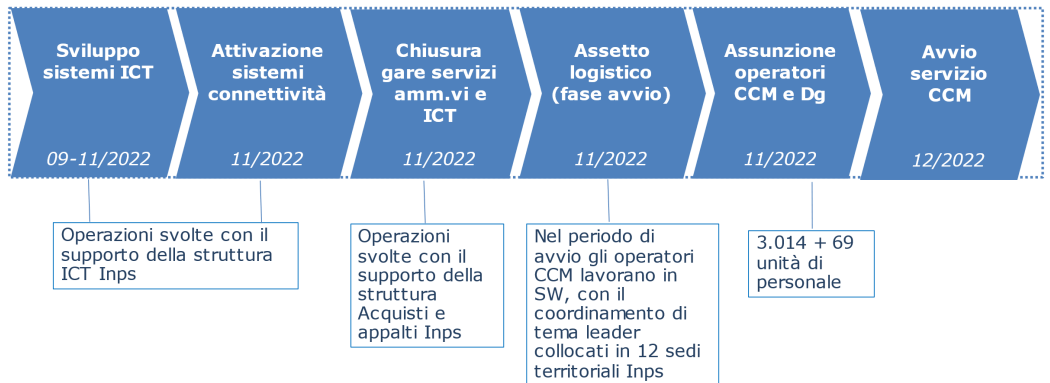 Sviluppo
sistemi ICT
09-11/2022
Attivazione
sistemi
connettività
11/2022
Chiusura
gare servizi
amm.vi e
ICT
11/2022
Assetto
logistico
(fase avvio)
11/2022
Assunzione
operatori
CCM e Dg
11/2022
Avvio
servizio
CCM
12/2022
Operazioni svolte con il
supporto della struttura
ICT Inps
Operazioni
svolte con il
supporto della
struttura
Acquisti e
appalti Inps
Nel periodo di
avvio gli operatori
CCM lavorano in
SW, con il
coordinamento di
tema leader
collocati in 12 sedi
territoriali Inps
3.014 + 69
unità di
personale